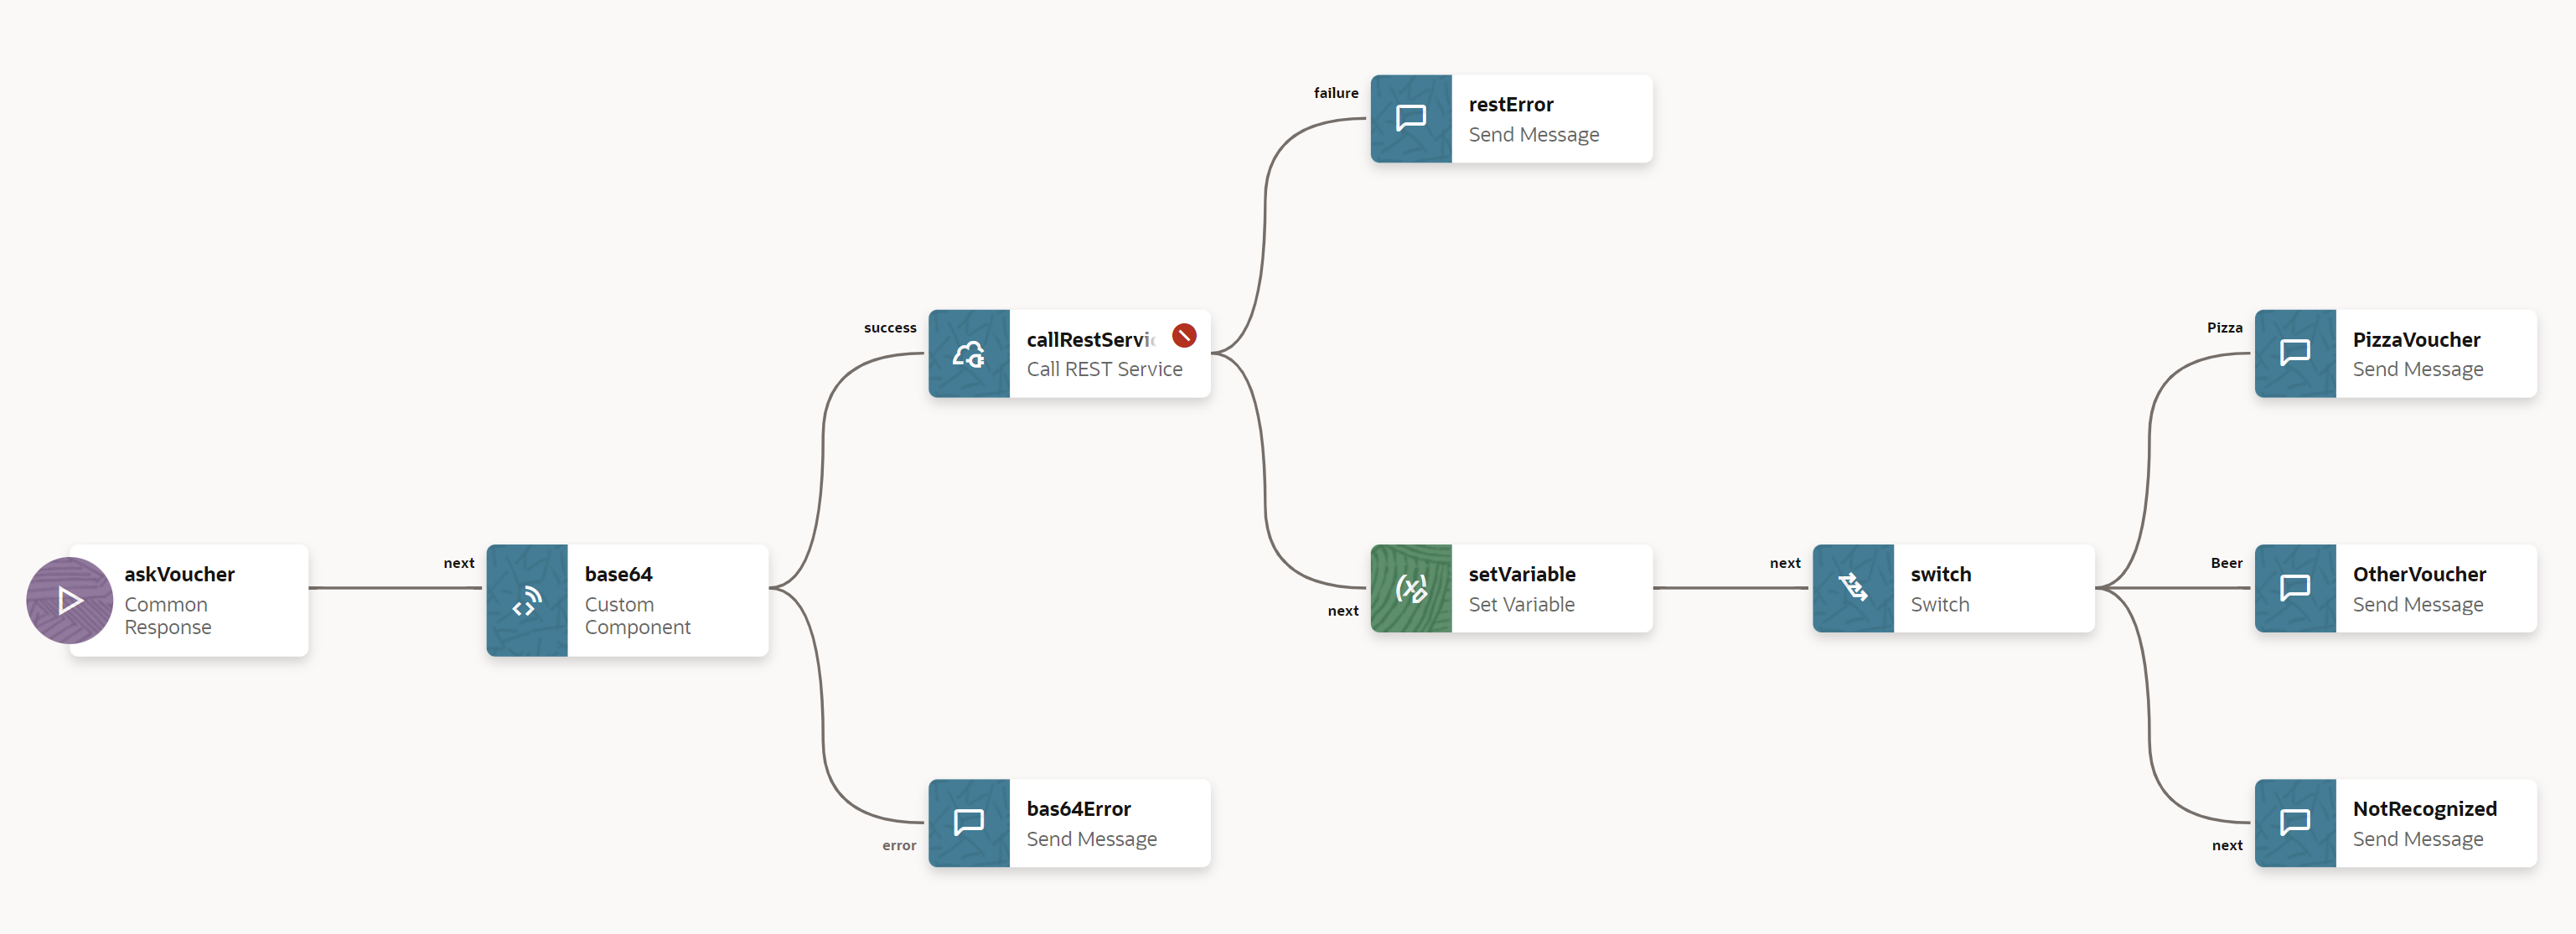 failure
restError
Send Message
success
callRestServic
Call REST Service
Pizza
PizzaVoucher
Send Message
askVoucher
Common
Response
next
base64
Custom
Component
next
setVariable
Set Variable
next
switch
Switch
Beer
OtherVoucher
Send Message
error
bas64Error
Send Message
next
NotRecognized
Send Message